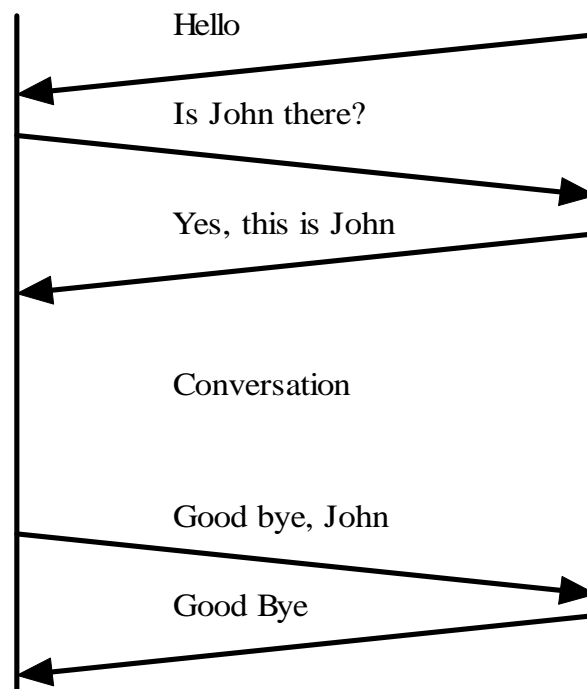 Hello
Is John there?
Yes, this is John
Conversation
Good bye, John
Good Bye